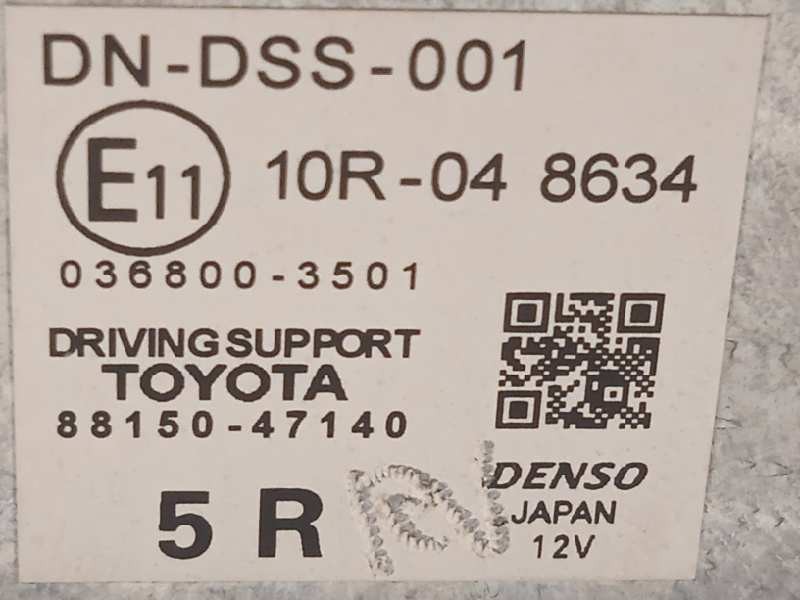 DN-DSS-001
E11 10R-04 8634
036800-3501
DRIVING SUPPORT
TOYOTA
88150-47140
5 R
DENSO
JAPAN
12V